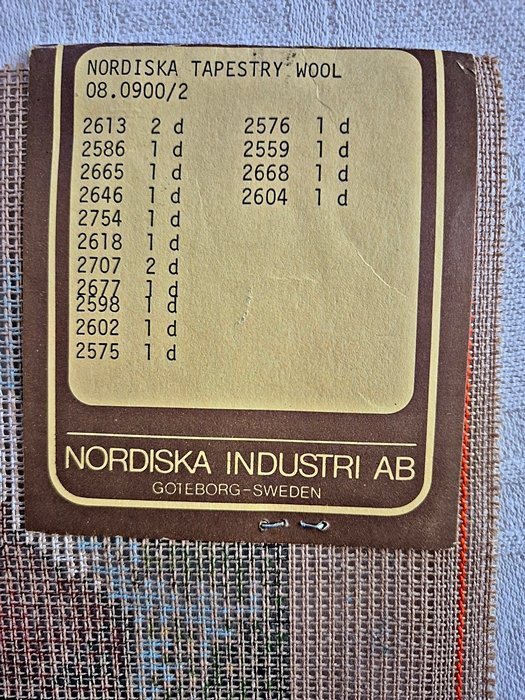 NORDISKA TAPESTRY WOOL
08.0900/2
2613 2 d 2576 1 d
2586 1 d 2559 1 d
2665 1 d 2668 1 d
2646 1 d 2604 1 d
2754 1 d
2618 1 d
2707 2 d
2677 1 d
2598 1 d
2602 1 d
2575 1 d
NORDISKA INDUSTRI AB
GÖTEBORG-SWEDEN